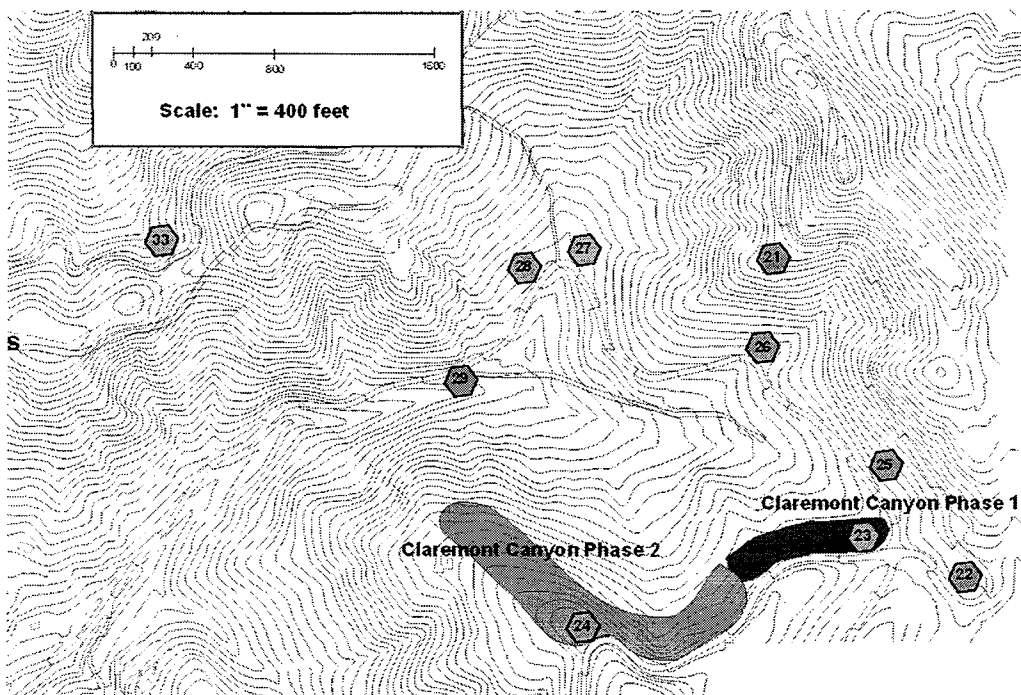 200
0 100 400 800 1600
Scale: 1" = 400 feet
33
28
27
21
S
26
29
25
Claremont Canyon Phase 1
23
Claremont Canyon Phase 2
22
24